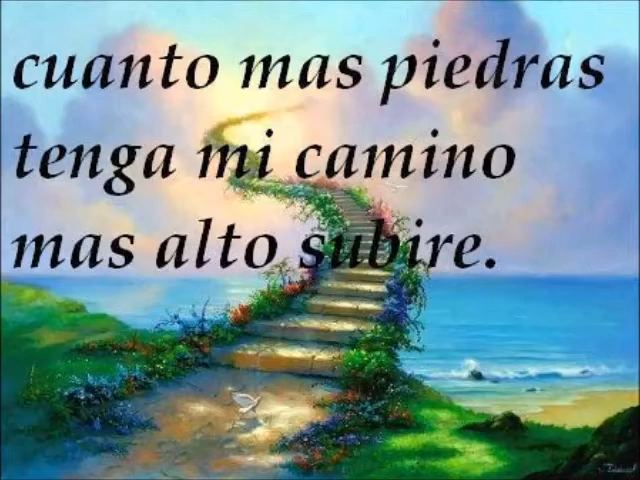 cuanto mas piedras
tenga mi camino
mas alto subire.